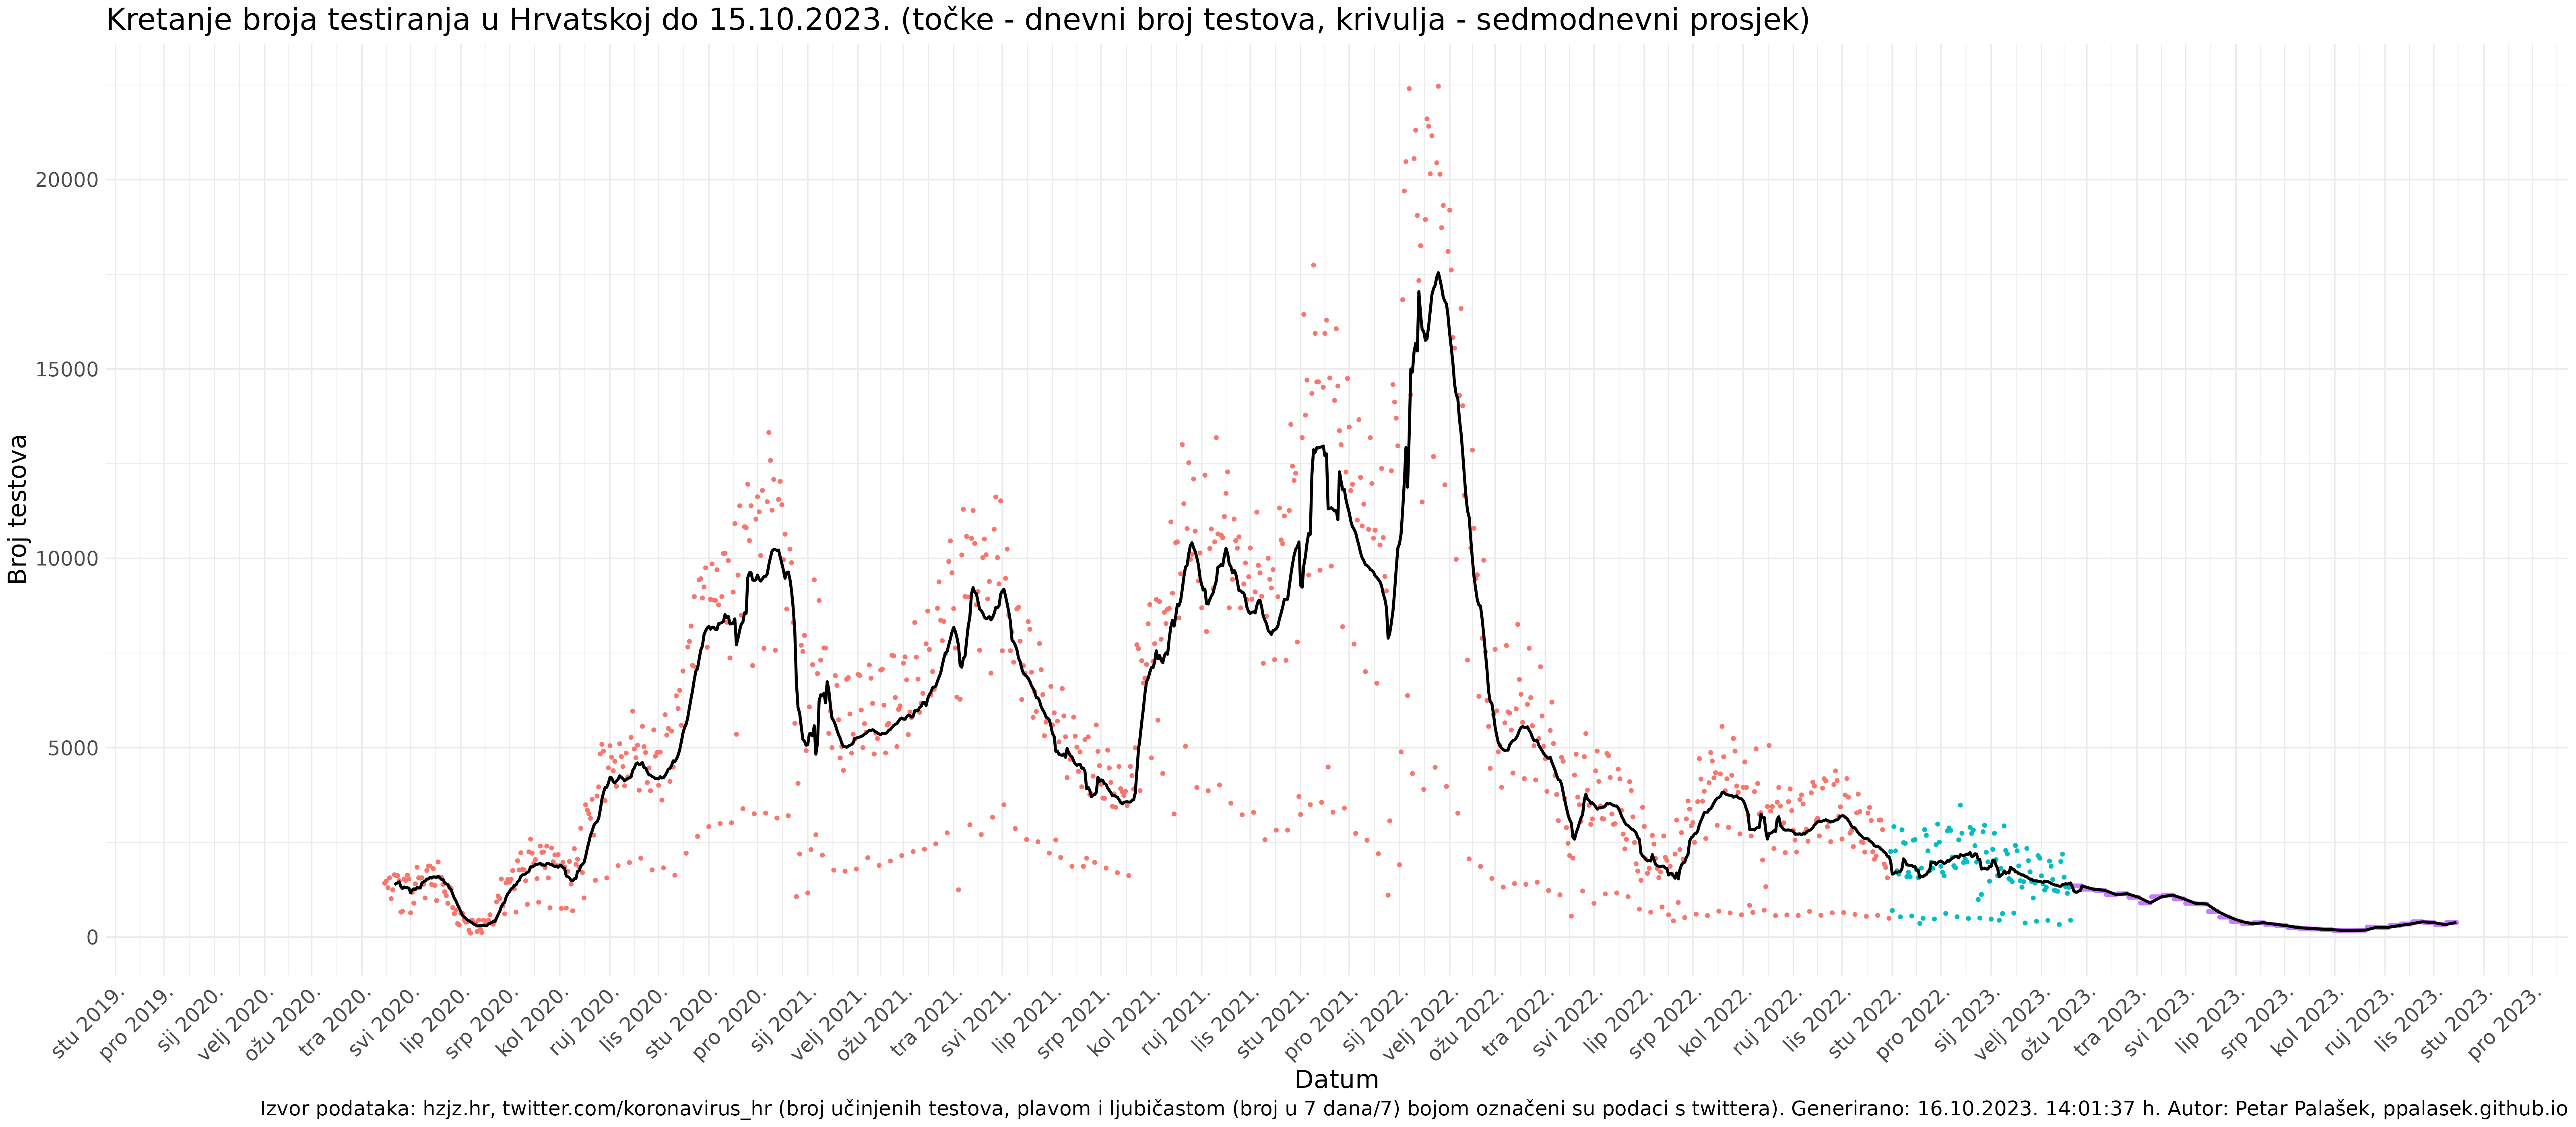 Kretanje broja testiranja u Hrvatskoj do 15.10.2023. (točke - dnevni broj testova, krivulja - sedmodnevni prosjek)
Broj testova
20000
15000
10000
5000
0
stu 2019.
pro 2019.
sij 2020.
velj 2020.
ožu 2020.
tra 2020.
svi 2020.
lip 2020.
srp 2020.
kol 2020.
ruj 2020.
lis 2020.
stu 2020.
pro 2020.
sij 2021.
velj 2021.
ožu 2021.
tra 2021.
svi 2021.
lip 2021.
srp 2021.
kol 2021.
ruj 2021.
lis 2021.
stu 2021.
pro 2021.
sij 2022.
velj 2022.
ožu 2022.
tra 2022.
svi 2022.
lip 2022.
srp 2022.
kol 2022.
ruj 2022.
lis 2022.
stu 2022.
pro 2022.
sij 2023.
velj 2023.
ožu 2023.
tra 2023.
svi 2023.
lip 2023.
srp 2023.
kol 2023.
ruj 2023.
lis 2023.
stu 2023.
pro 2023.
Datum
Izvor podataka: hzjz.hr, twitter.com/koronavirus_hr (broj učinjenih testova, plavom i ljubičastom (broj u 7 dana/7) bojom označeni su podaci s twittera). Generirano: 16.10.2023. 14:01:37 h. Autor: Petar Palašek, ppalasek.github.io